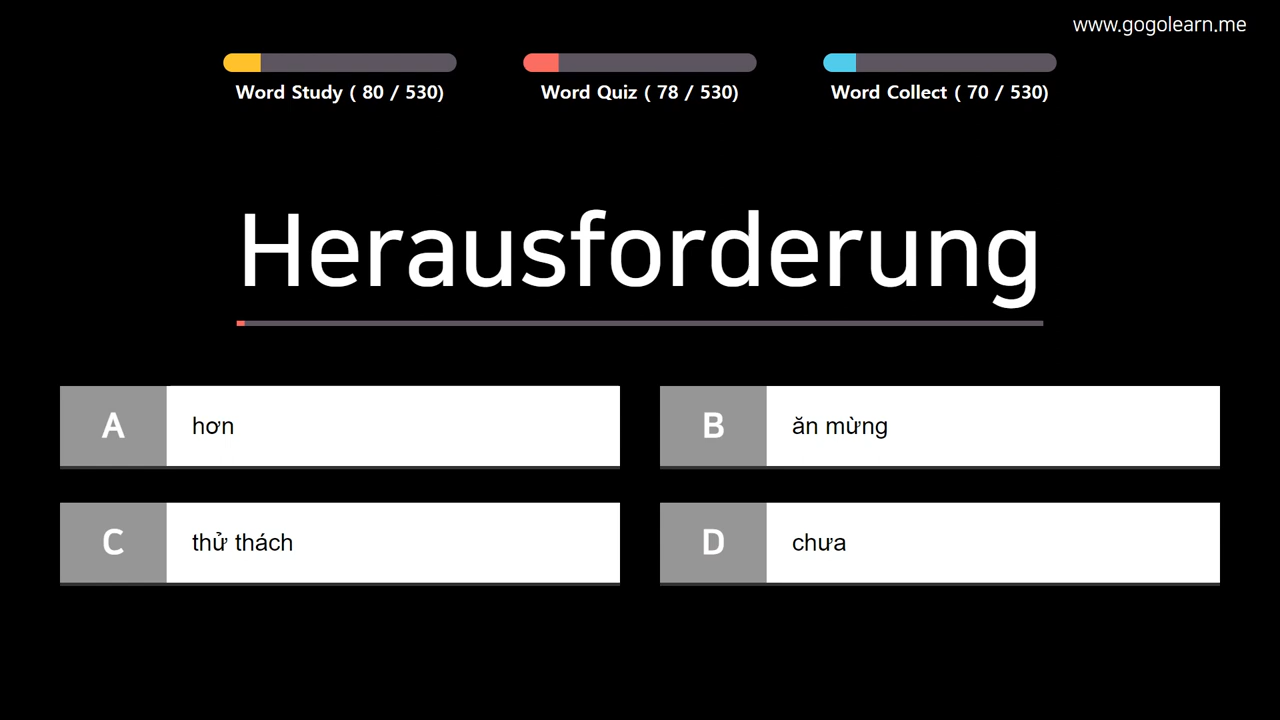 www.gogolearn.me
Word Study ( 80 / 530)
Word Quiz ( 78 / 530)
Word Collect ( 70 / 530)
Herausforderung
A hơn
B ăn mừng
C thử thách
D chưa